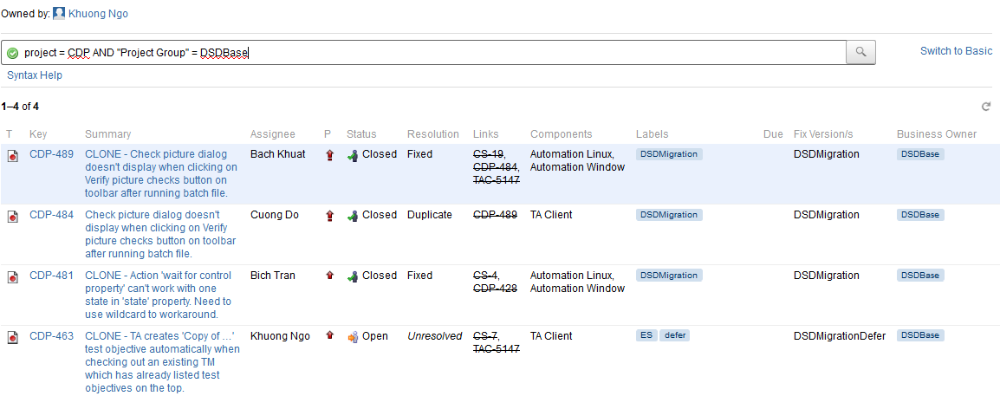 Owned by: Khuong Ngo
project = CDP AND "Project Group" = DSDBase
Switch to Basic
Syntax Help
1–4 of 4
T Key Summary Assignee P Status Resolution Links Components Labels Due Fix Version/s Business Owner
CDP-489 CLONE - Check picture dialog Bach Khuat Closed Fixed CS-19, Automation Linux, DSDMigration DSDMigration DSDBase
doesn't display when clicking on CDP-484, Automation Window
Verify picture checks button on TAC-5147
toolbar after running batch file.
CDP-484 Check picture dialog doesn't Cuong Do Closed Duplicate CDP-489 TA Client DSDMigration DSDMigration DSDBase
display when clicking on Verify
picture checks button on toolbar
after running batch file.
CDP-481 CLONE - Action 'wait for control Bich Tran Closed Fixed CS-4, Automation Linux, DSDMigration DSDMigration DSDBase
property' can't work with one CDP-428 Automation Window
state in 'state' property. Need to
use wildcard to workaround.
CDP-463 CLONE - TA creates 'Copy of ...' Khuong Ngo Open Unresolved CS-7, TA Client ES defer DSDMigrationDefer DSDBase
test objective automatically when TAC-5147
checking out an existing TM
which has already listed test
objectives on the top.